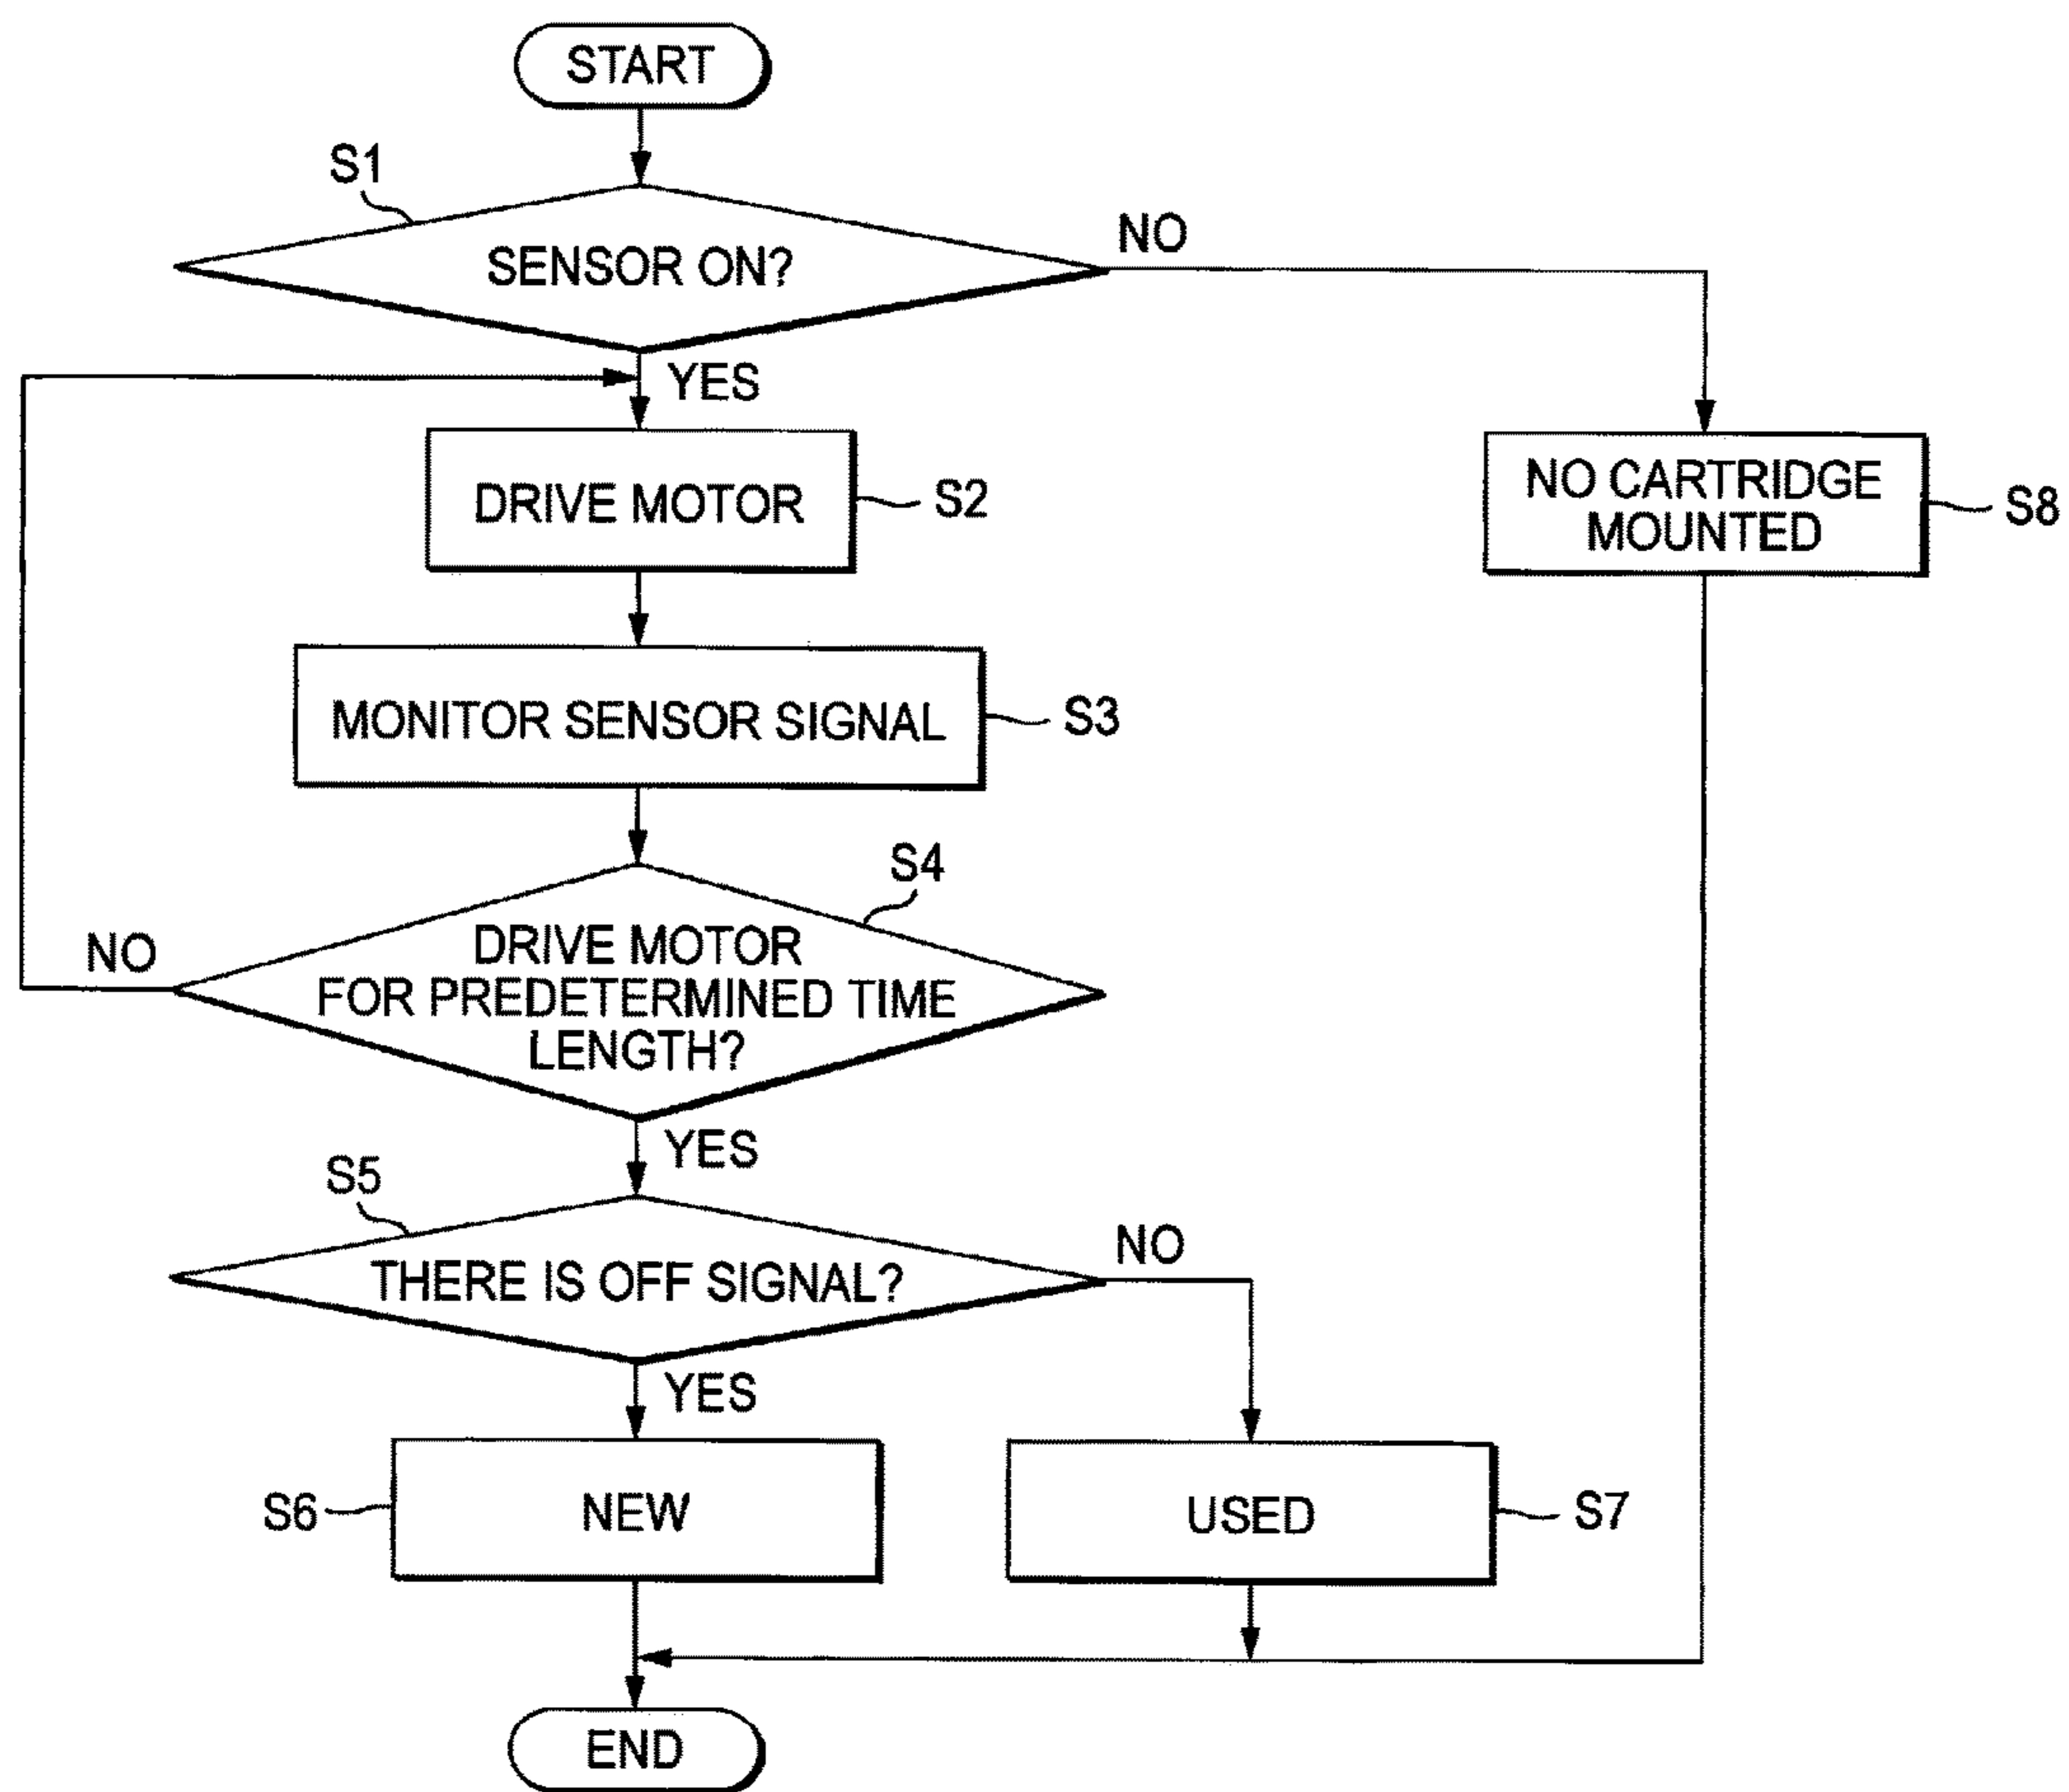 START
S1
SENSOR ON?
NO
YES
DRIVE MOTOR
S2
NO CARTRIDGE
MOUNTED
S8
MONITOR SENSOR SIGNAL
S3
S4
DRIVE MOTOR
FOR PREDETERMINED TIME
LENGTH?
NO
YES
S5
THERE IS OFF SIGNAL?
NO
YES
S6
NEW
USED
S7
END